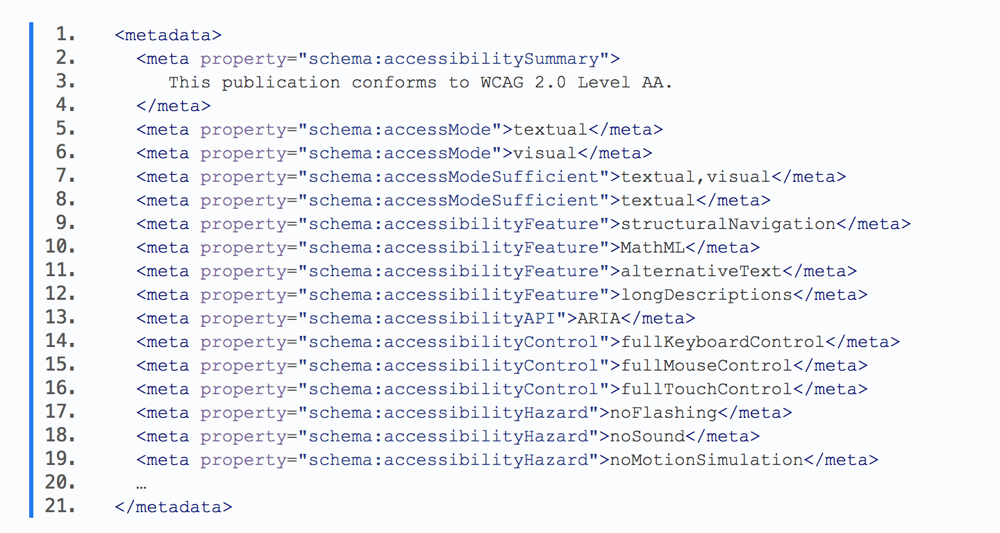 1. <metadata>
2. <meta property="schema:accessibilitySummary">
3. This publication conforms to WCAG 2.0 Level AA.
4. </meta>
5. <meta property="schema:accessMode">textual</meta>
6. <meta property="schema:accessMode">visual</meta>
7. <meta property="schema:accessModeSufficient">textual,visual</meta>
8. <meta property="schema:accessModeSufficient">textual</meta>
9. <meta property="schema:accessibilityFeature">structuralNavigation</meta>
10. <meta property="schema:accessibilityFeature">MathML</meta>
11. <meta property="schema:accessibilityFeature">alternativeText</meta>
12. <meta property="schema:accessibilityFeature">longDescriptions</meta>
13. <meta property="schema:accessibilityAPI">ARIA</meta>
14. <meta property="schema:accessibilityControl">fullKeyboardControl</meta>
15. <meta property="schema:accessibilityControl">fullMouseControl</meta>
16. <meta property="schema:accessibilityControl">fullTouchControl</meta>
17. <meta property="schema:accessibilityHazard">noFlashing</meta>
18. <meta property="schema:accessibilityHazard">noSound</meta>
19. <meta property="schema:accessibilityHazard">noMotionSimulation</meta>
20. …
21. </metadata>